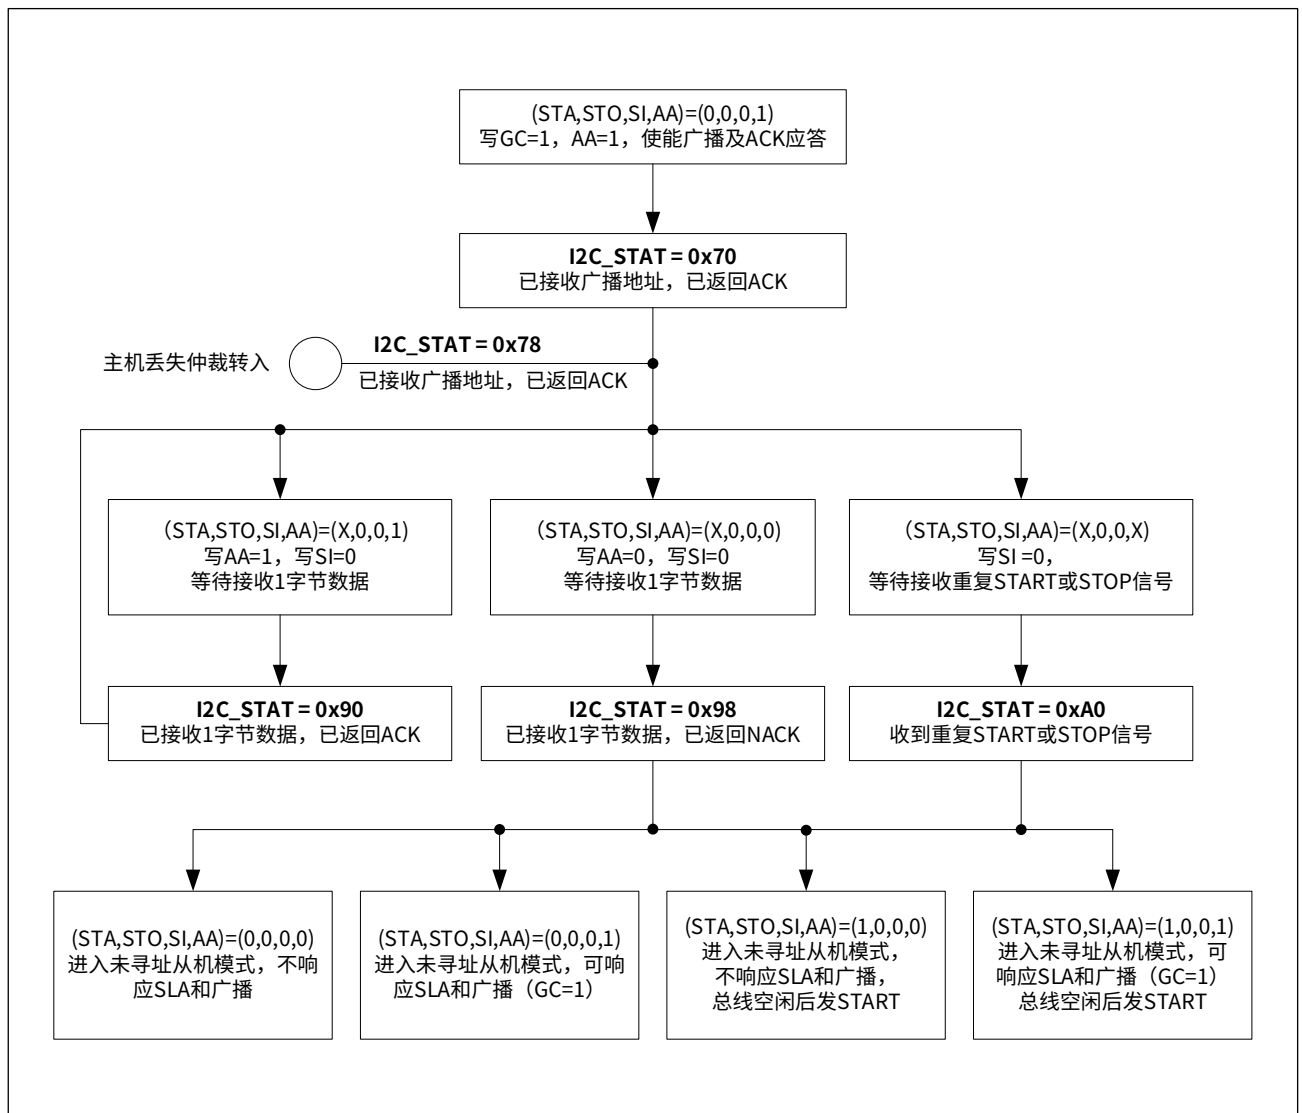 (STA,STO,SI,AA)=(0,0,0,1)
写GC=1，AA=1，使能广播及ACK应答
I2C_STAT = 0x70
已接收广播地址，已返回ACK
主机丢失仲裁转入
I2C_STAT = 0x78
已接收广播地址，已返回ACK
（STA,STO,SI,AA)=(X,0,0,1)
写AA=1，写SI=0
等待接收1字节数据
（STA,STO,SI,AA)=(X,0,0,0)
写AA=0，写SI=0
等待接收1字节数据
（STA,STO,SI,AA)=(X,0,0,X)
写SI =0，
等待接收重复START或STOP信号
I2C_STAT = 0x90
已接收1字节数据，已返回ACK
I2C_STAT = 0x98
已接收1字节数据，已返回NACK
I2C_STAT = 0xA0
收到重复START或STOP信号
(STA,STO,SI,AA)=(0,0,0,0)
进入未寻址从机模式，不响
应SLA和广播
(STA,STO,SI,AA)=(0,0,0,1)
进入未寻址从机模式，可响
应SLA和广播（GC=1）
(STA,STO,SI,AA)=(1,0,0,0)
进入未寻址从机模式，
不响应SLA和广播，
总线空闲后发START
(STA,STO,SI,AA)=(1,0,0,1)
进入未寻址从机模式，可
响应SLA和广播（GC=1）
总线空闲后发START